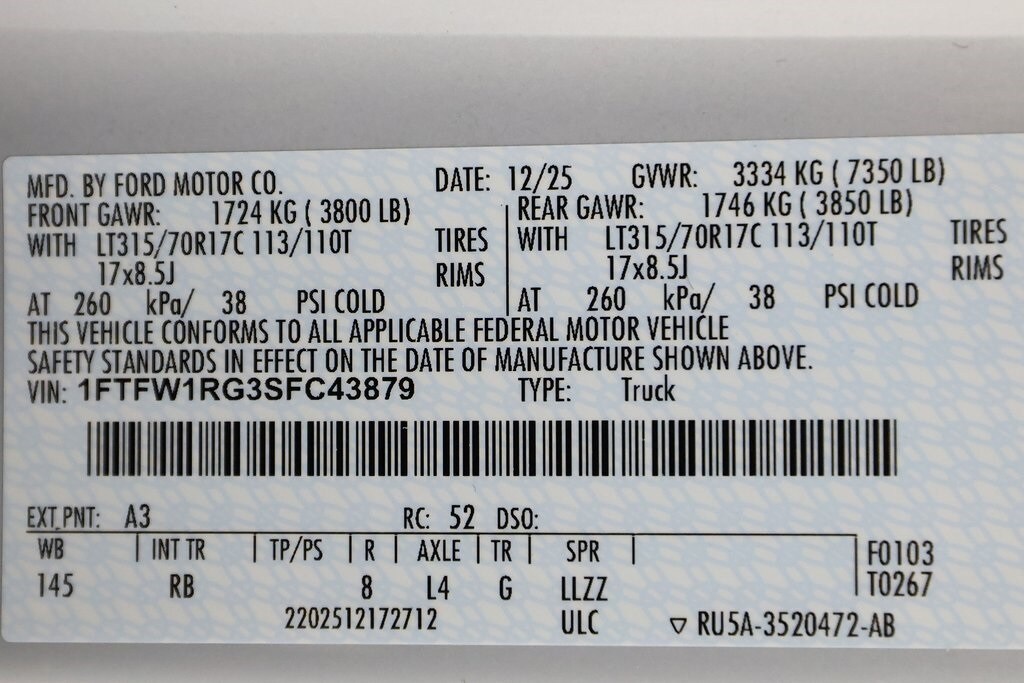 MFD. BY FORD MOTOR CO. DATE: 12/25 GVWR: 3334 KG ( 7350 LB)
FRONT GAWR: 1724 KG ( 3800 LB) REAR GAWR: 1746 KG ( 3850 LB)
WITH LT315/70R17C 113/110T TIRES WITH LT315/70R17C 113/110T TIRES
17x8.5J RIMS 17x8.5J RIMS
AT 260 kPa/ 38 PSI COLD AT 260 kPa/ 38 PSI COLD
THIS VEHICLE CONFORMS TO ALL APPLICABLE FEDERAL MOTOR VEHICLE
SAFETY STANDARDS IN EFFECT ON THE DATE OF MANUFACTURE SHOWN ABOVE.
VIN: 1FTFW1RG3SFC43879 TYPE: Truck
EXT PNT: A3 RC: 52 DSO:
WB INT TR TP/PS R AXLE TR SPR F0103
145 RB 8 L4 G LLZZ T0267
2202512172712 ULC ▽ RU5A-3520472-AB